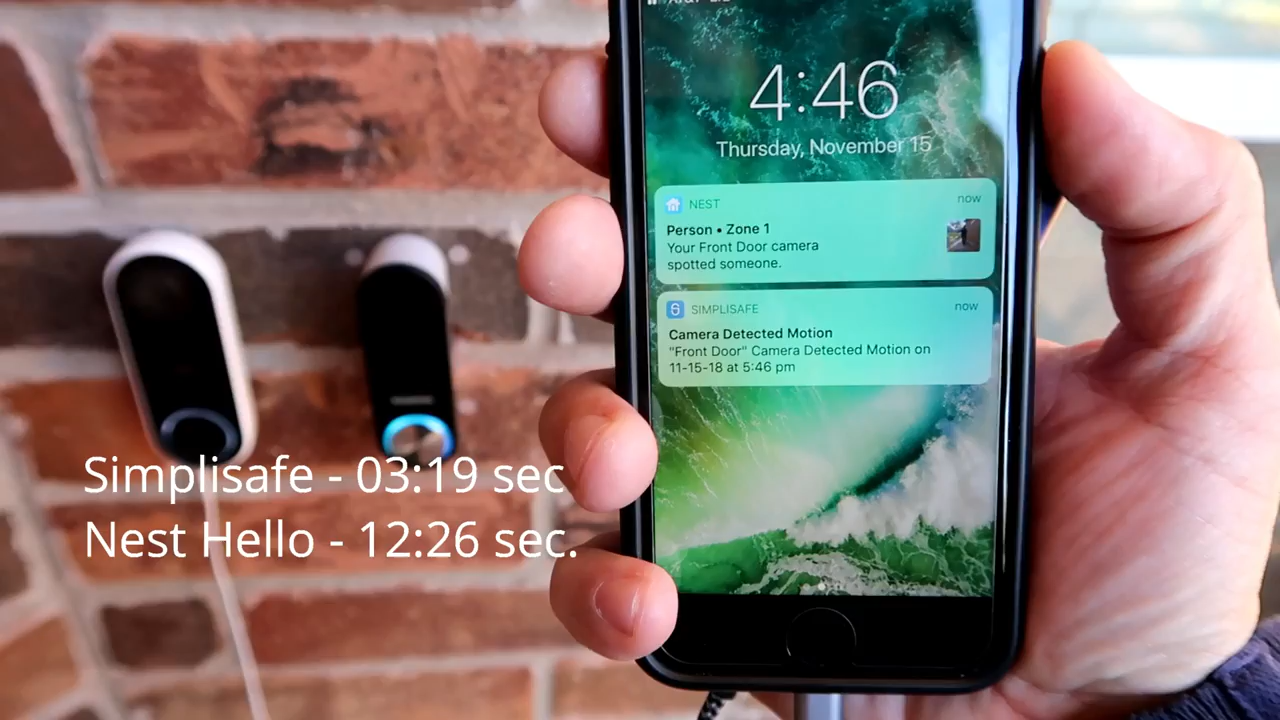 4:46
Thursday, November 15
NEST
now
Person • Zone 1
Your Front Door camera
spotted someone.
SIMPLISAFE
now
Camera Detected Motion
"Front Door" Camera Detected Motion on
11-15-18 at 5:46 pm
Simplisafe - 03:19 sec
Nest Hello - 12:26 sec.